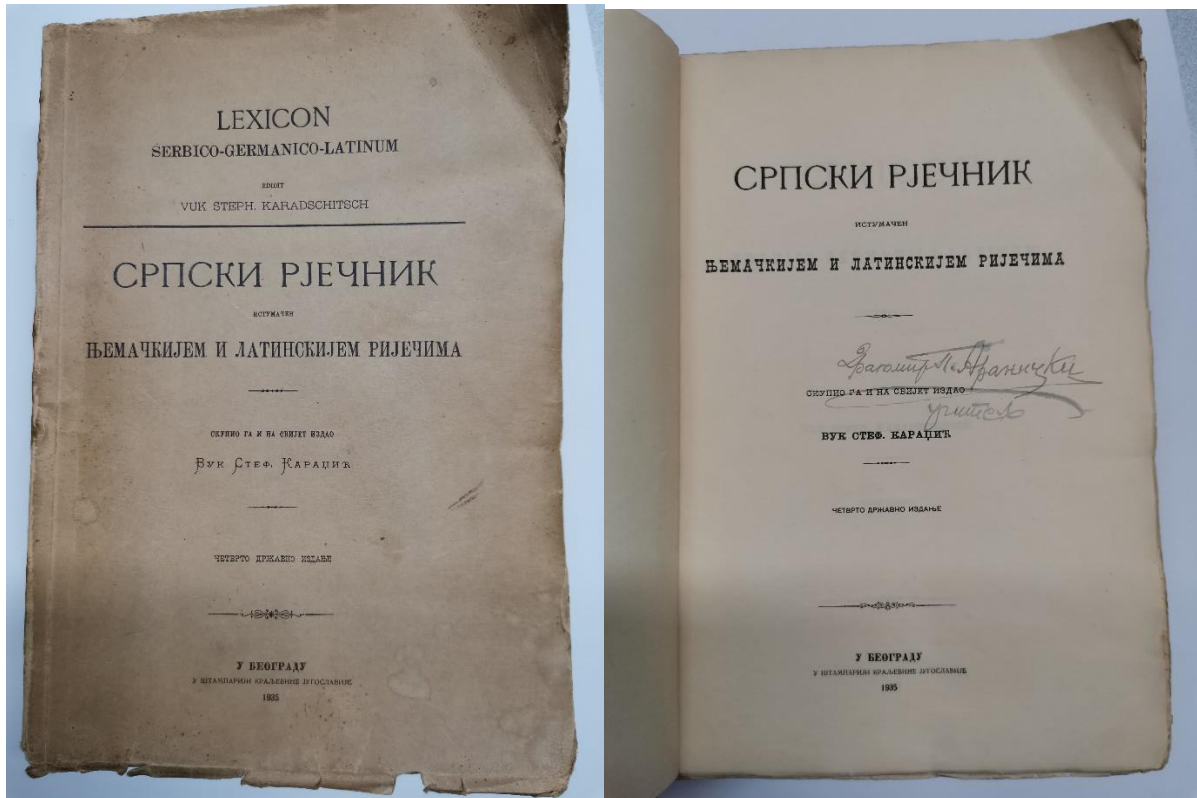 LEXICON
SERBICO-GERMANICO-LATINUM
EDIDIT
VUK STEPH. KARADSCHITSCH
СРПСКИ РЈЕЧНИК
ИСТУМАЧЕН
ЊЕМАЧКИЈЕМ И ЛАТИНСКИЈЕМ РИЈЕЧИМА
СКУПИО ГА И НА СВИЈЕТ ИЗДАО
ВУК СТЕФ. КАРАЏИЋ
ЧЕТВРТО ДРЖАВНО ИЗДАЊЕ
У БЕОГРАДУ
У ШТАМПАРИЈИ КРАЉЕВИНЕ ЈУГОСЛАВИЈЕ
1935
СРПСКИ РЈЕЧНИК
ИСТУМАЧЕН
ЊЕМАЧКИЈЕМ И ЛАТИНСКИЈЕМ РИЈЕЧИМА
Драгомир П. Аранички
СКУПИО ГА И НА СВИЈЕТ ИЗДАО
учитељ
ВУК СТЕФ. КАРАЏИЋ
ЧЕТВРТО ДРЖАВНО ИЗДАЊЕ
У БЕОГРАДУ
У ШТАМПАРИЈИ КРАЉЕВИНЕ ЈУГОСЛАВИЈЕ
1935